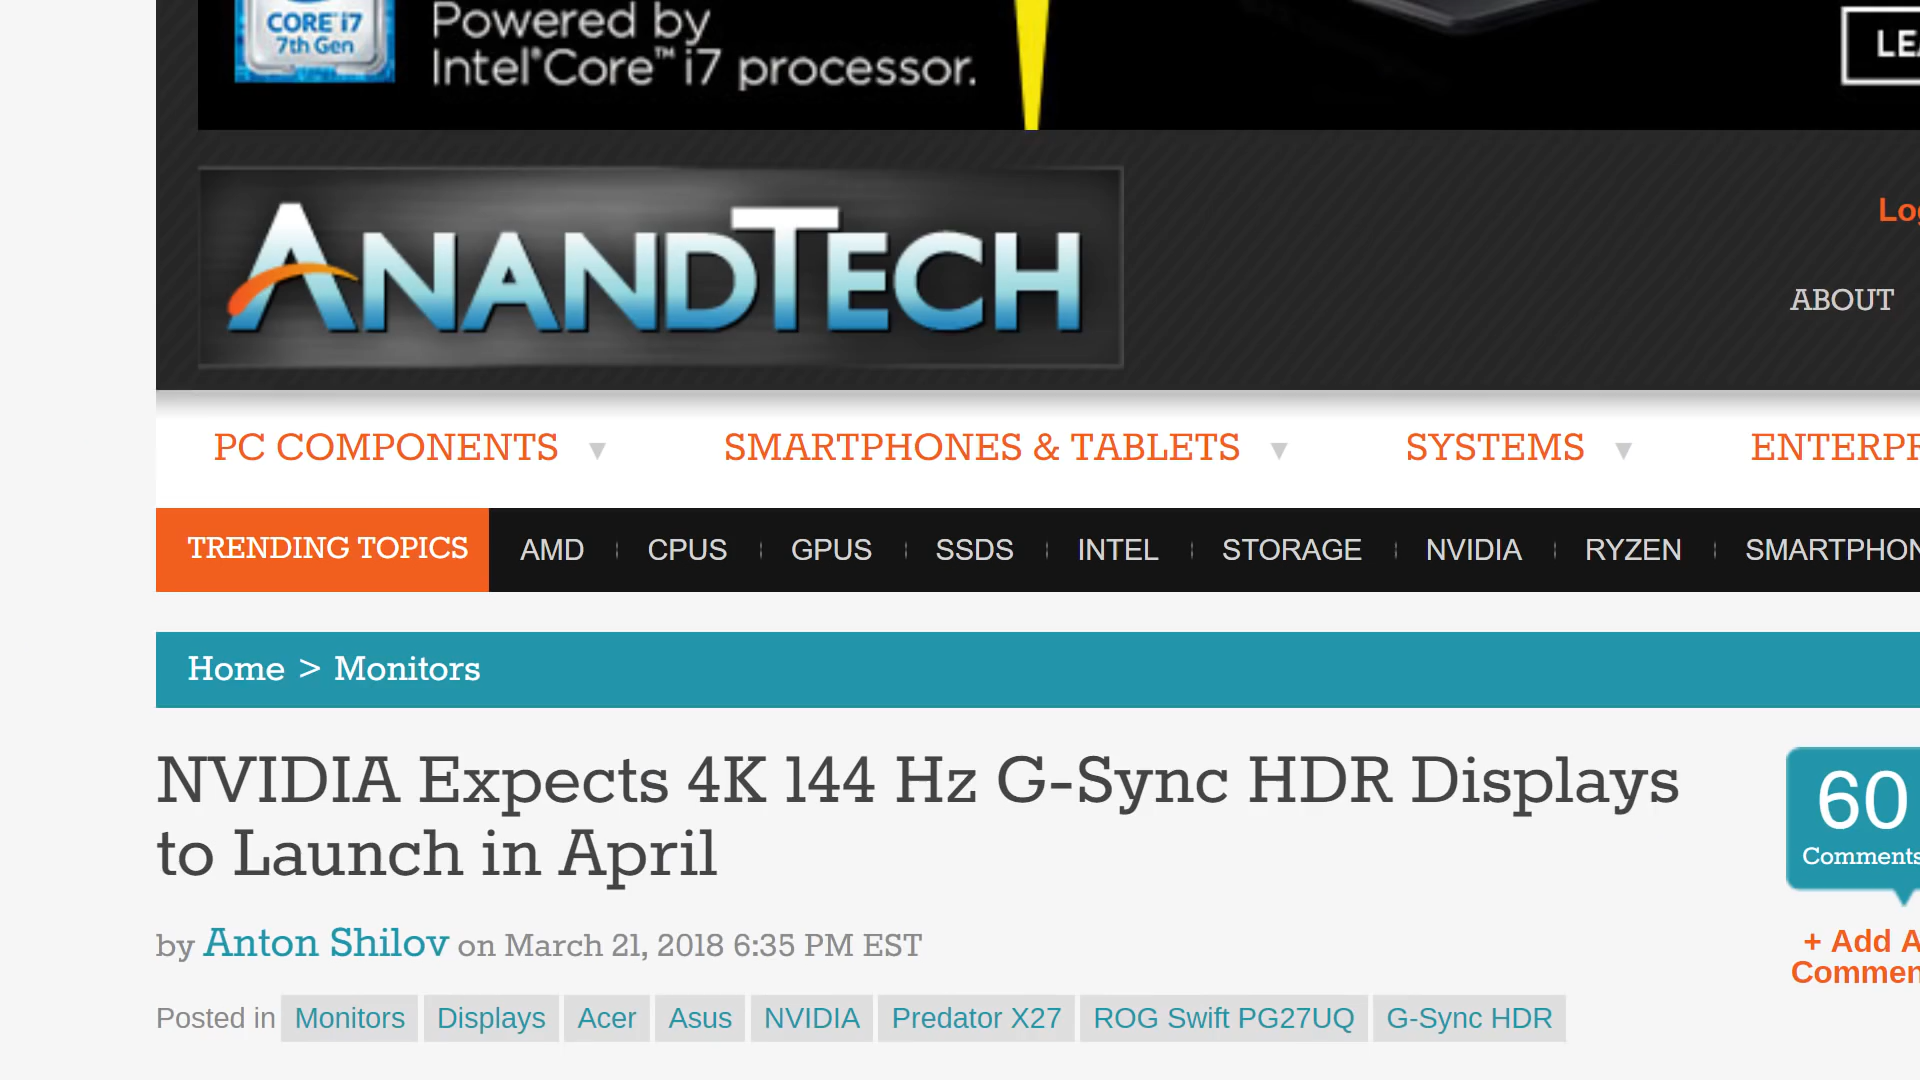 CORE i7
7th Gen
Powered by
Intel®Core™ i7 processor.
ANANDTECH
ABOUT
PC COMPONENTS ▼ SMARTPHONES & TABLETS ▼ SYSTEMS ▼
TRENDING TOPICS AMD CPUS GPUS SSDS INTEL STORAGE NVIDIA RYZEN
Home > Monitors
NVIDIA Expects 4K 144 Hz G-Sync HDR Displays
to Launch in April
60
Comments
by Anton Shilov on March 21, 2018 6:35 PM EST
+ Add A
Commen
Posted in Monitors Displays Acer Asus NVIDIA Predator X27 ROG Swift PG27UQ G-Sync HDR